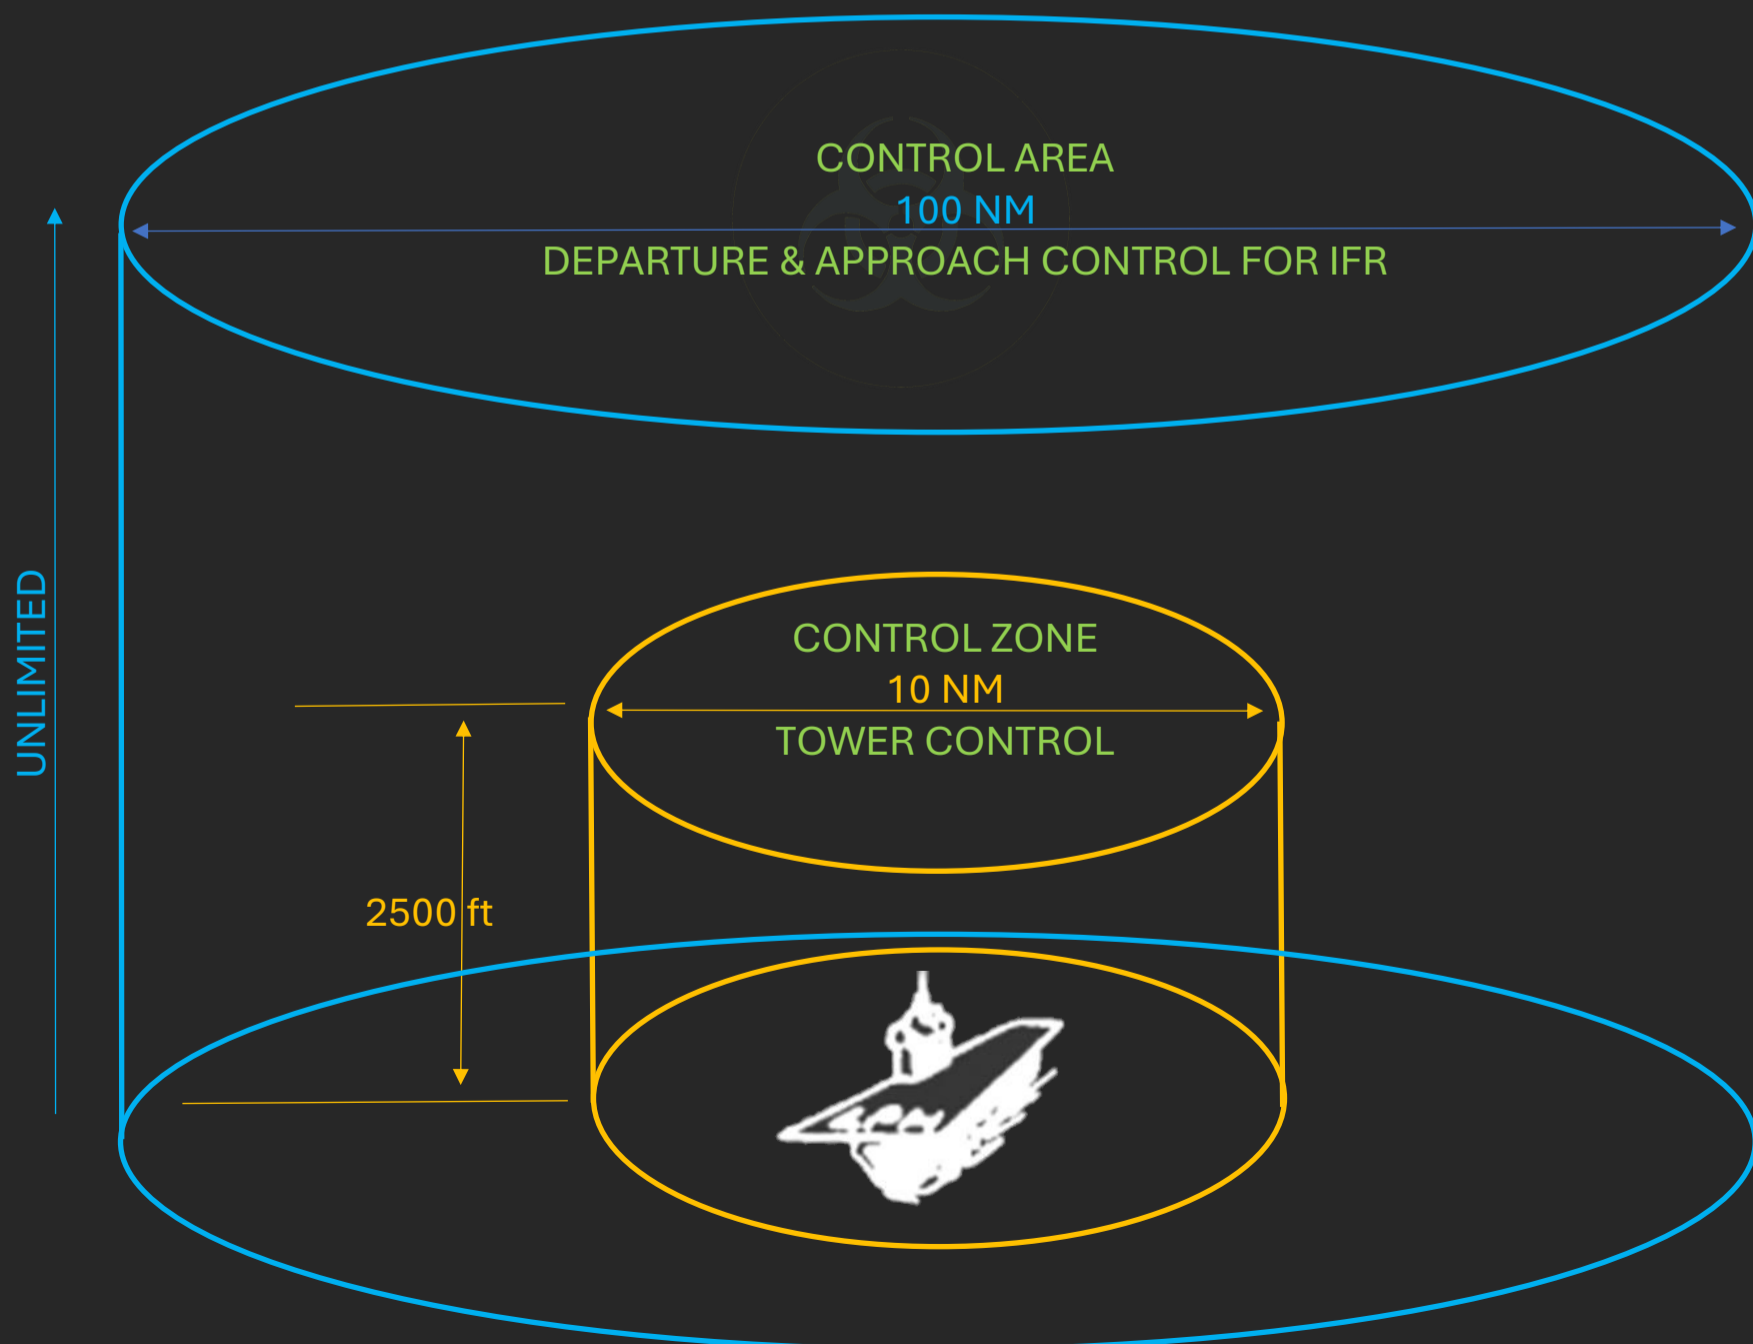 CONTROL AREA
100 NM
DEPARTURE & APPROACH CONTROL FOR IFR
UNLIMITED
CONTROL ZONE
10 NM
TOWER CONTROL
2500 ft